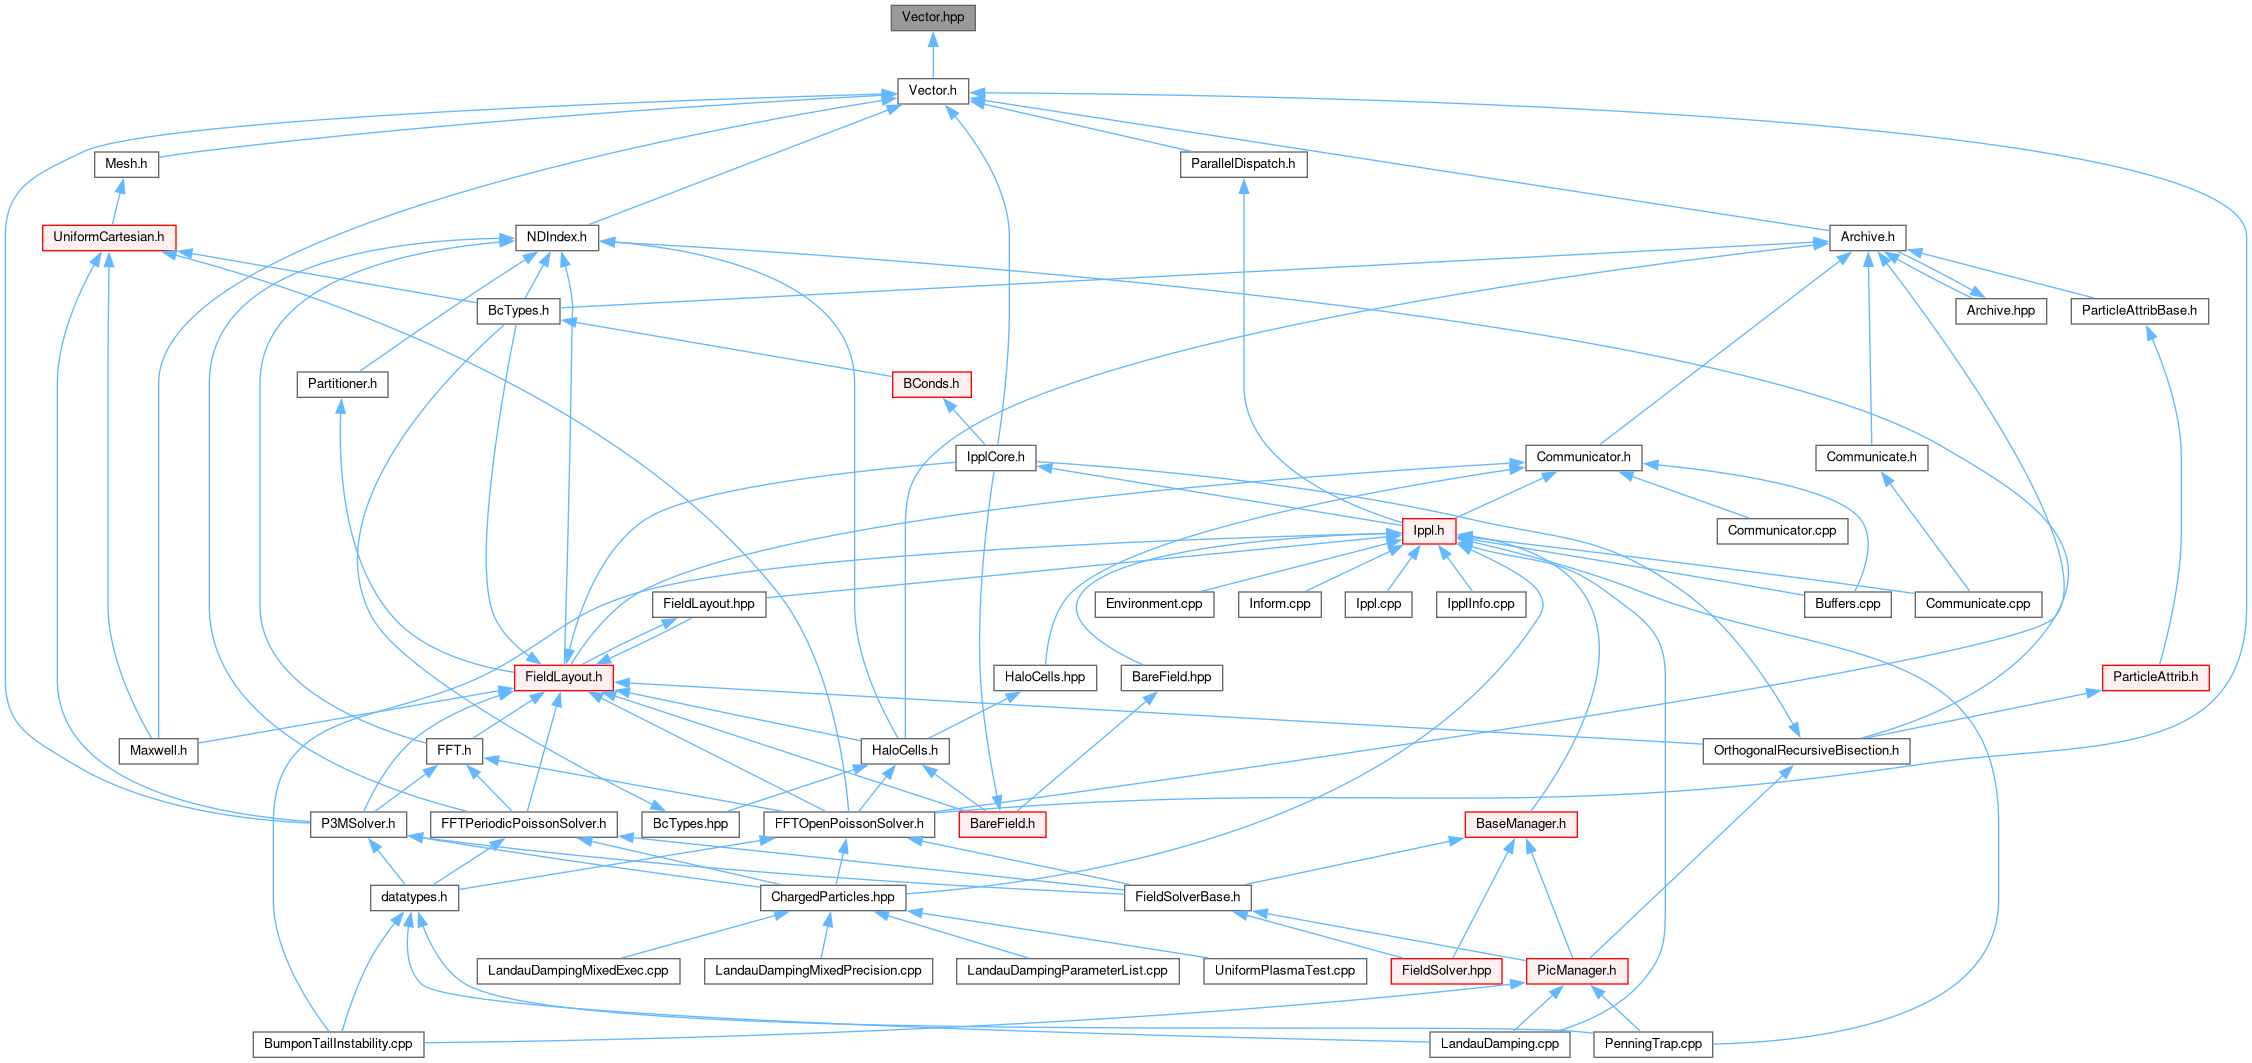 Vector.hpp
Vector.h
Mesh.h
ParallelDispatch.h
UniformCartesian.h
NDIndex.h
Archive.h
BcTypes.h
Archive.hpp
ParticleAttribBase.h
Partitioner.h
BConds.h
IpplCore.h
Communicator.h
Communicate.h
Ippl.h
Communicator.cpp
FieldLayout.hpp
Environment.cpp
Inform.cpp
Ippl.cpp
IpplInfo.cpp
Buffers.cpp
Communicate.cpp
FieldLayout.h
HaloCells.hpp
BareField.hpp
ParticleAttrib.h
Maxwell.h
FFT.h
HaloCells.h
OrthogonalRecursiveBisection.h
P3MSolver.h
FFTPeriodicPoissonSolver.h
BcTypes.hpp
FFTOpenPoissonSolver.h
BareField.h
BaseManager.h
datatypes.h
ChargedParticles.hpp
FieldSolverBase.h
LandauDampingMixedExec.cpp
LandauDampingMixedPrecision.cpp
LandauDampingParameterList.cpp
UniformPlasmaTest.cpp
FieldSolver.hpp
PicManager.h
BumponTailInstability.cpp
LandauDamping.cpp
PenningTrap.cpp